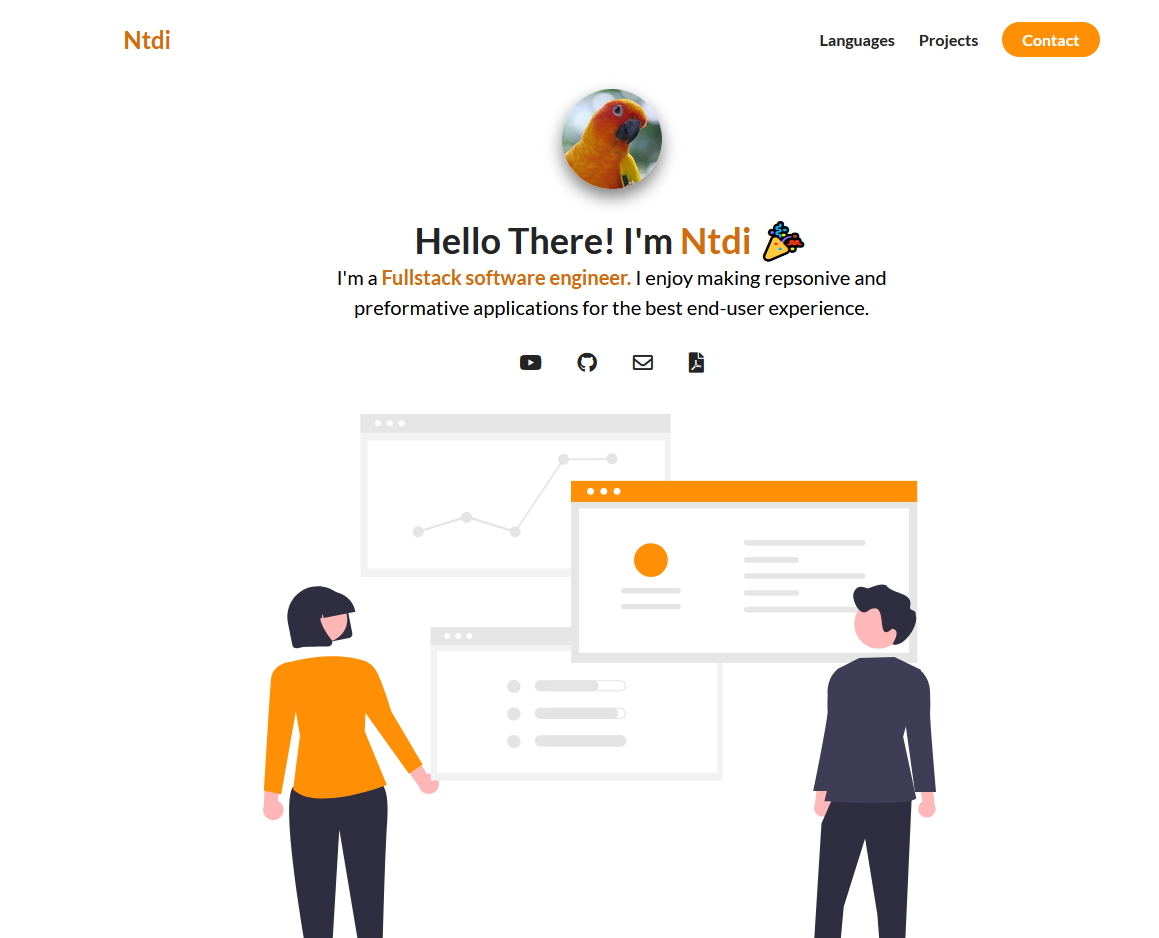 Ntdi
Languages Projects Contact
Hello There! I'm Ntdi 🎉
I'm a Fullstack software engineer. I enjoy making repsonive and
preformative applications for the best end-user experience.